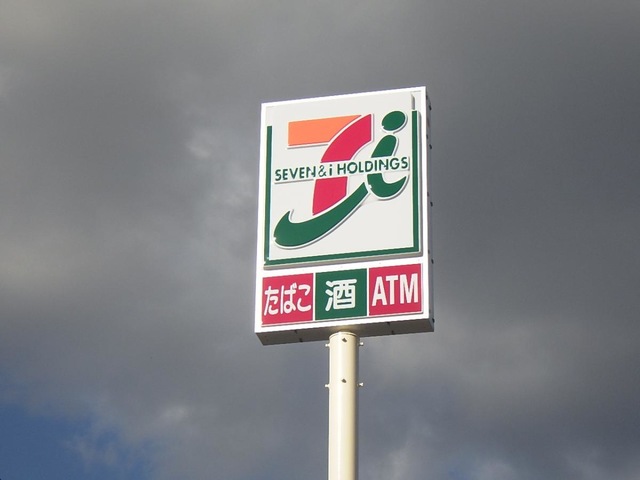 SEVEN & i HOLDINGS
たばこ 酒 ATM